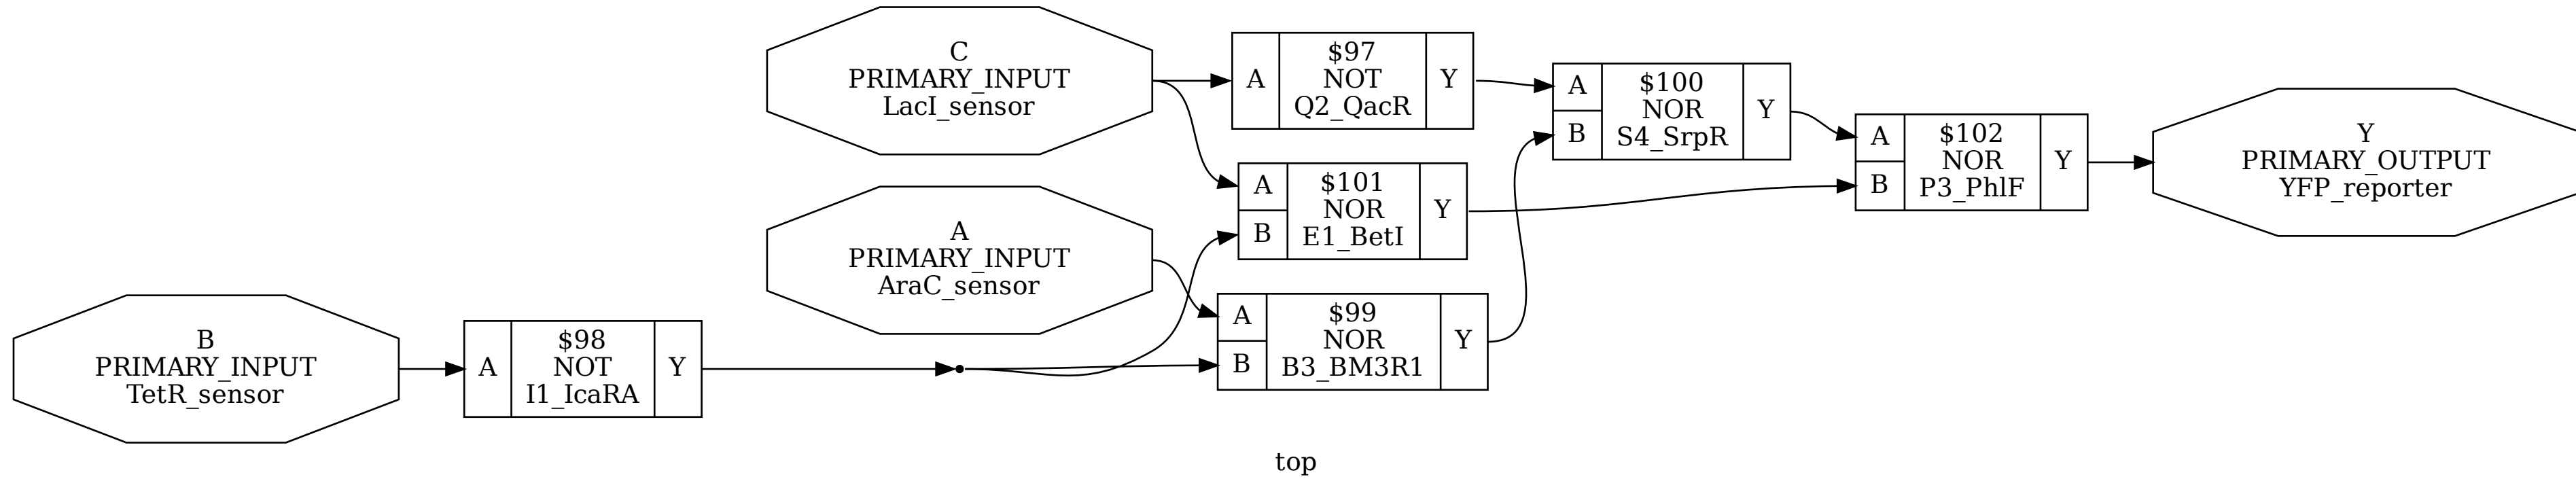 C
PRIMARY_INPUT
LacI_sensor
A
$97
NOT
Q2_QacR
Y
A
B
$100
NOR
S4_SrpR
Y
A
B
$102
NOR
P3_PhlF
Y
Y
PRIMARY_OUTPUT
YFP_reporter
A
B
$101
NOR
E1_BetI
Y
A
PRIMARY_INPUT
AraC_sensor
B
PRIMARY_INPUT
TetR_sensor
A
$98
NOT
I1_IcaRA
Y
A
B
$99
NOR
B3_BM3R1
Y
top